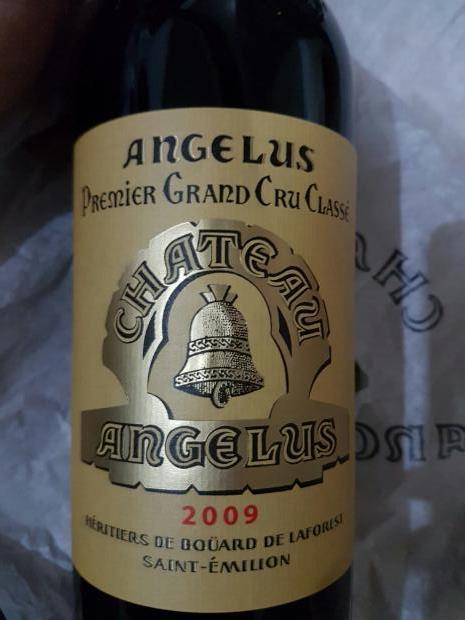 ANGELUS
PREMIER GRAND CRU CLASSÉ
CHATEAU
ANGELUS
2009
HÉRITIERS DE BOÜARD DE LAFOREST
SAINT-ÉMILION